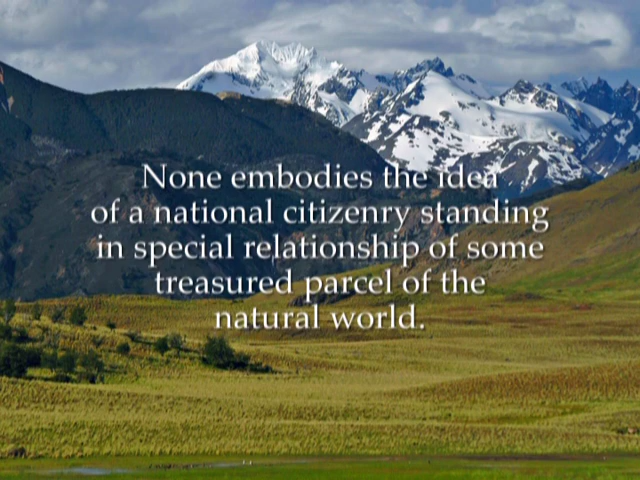 None embodies the idea
of a national citizenry standing
in special relationship of some
treasured parcel of the
natural world.